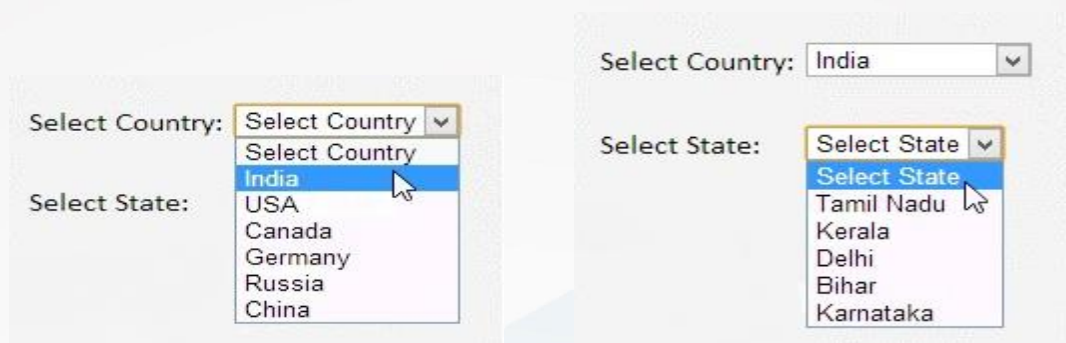 Select Country: Select Country
Select Country
India
USA
Canada
Germany
Russia
China
Select State:
Select Country: India
Select State: Select State
Select State
Tamil Nadu
Kerala
Delhi
Bihar
Karnataka